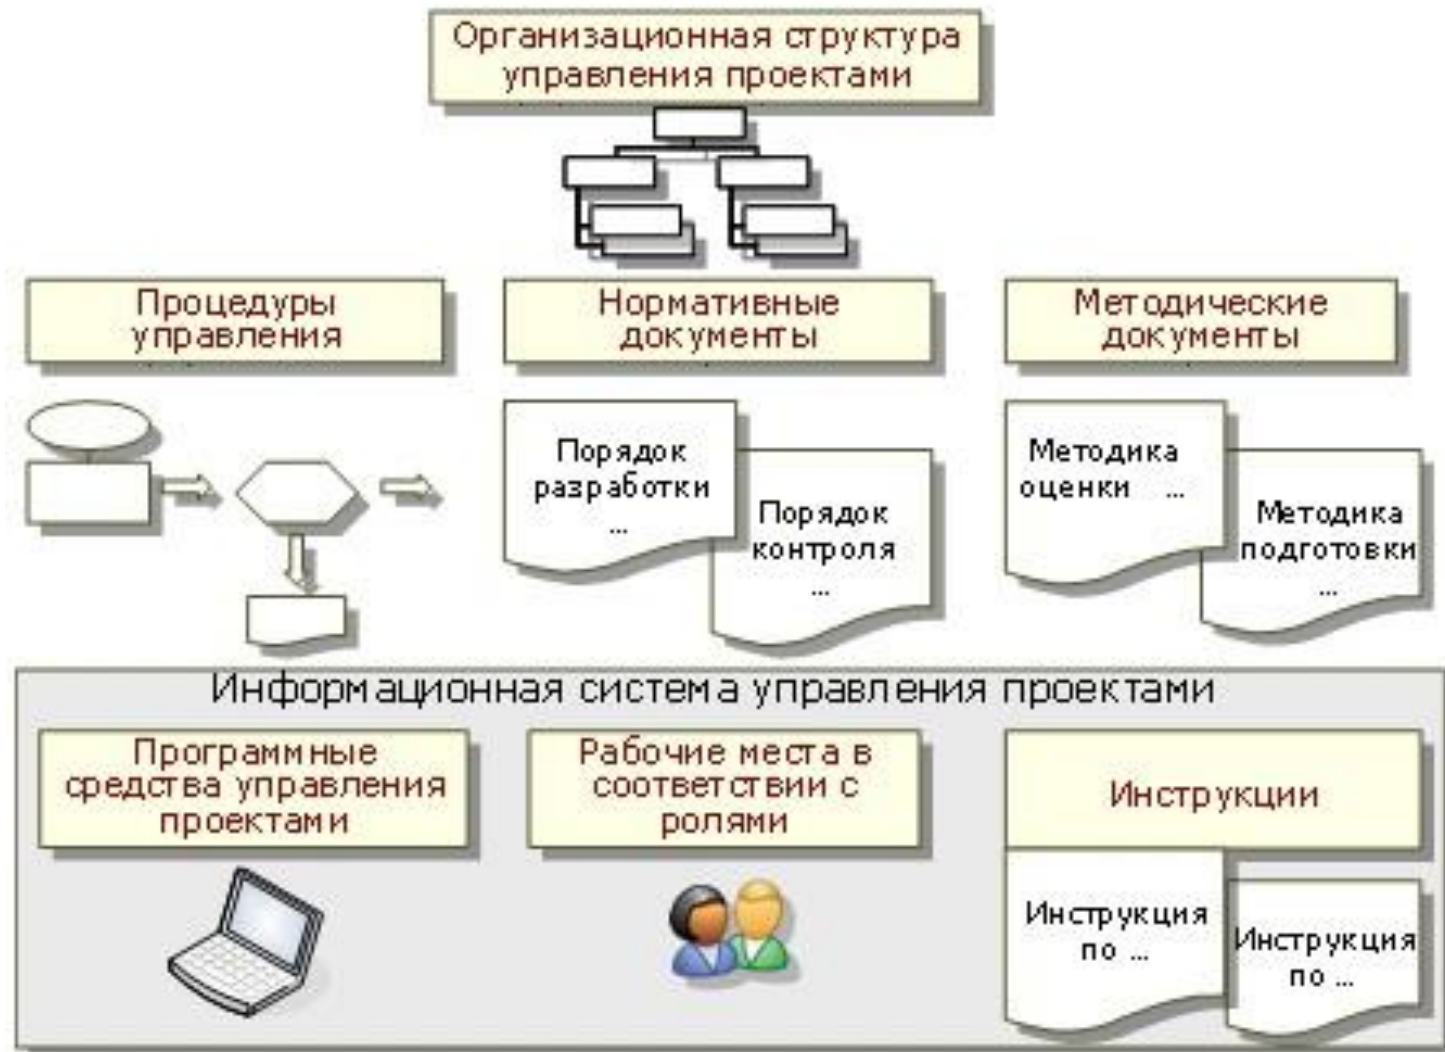 Организационная структура
управления проектами
Процедуры
управления
Нормативные
документы
Методические
документы
Порядок
разработки
...
Порядок
контроля
...
Методика
оценки ...
Методика
подготовки
...
Информационная система управления проектами
Программные
средства управления
проектами
Рабочие места в
соответствии с
ролями
Инструкции
Инструкция
по ...
Инструкция
по ...